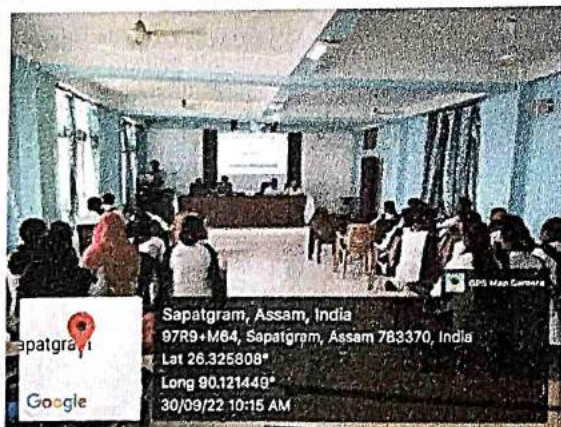 GPS Map Camera
Sapatgram, Assam, India
97R9+M64, Sapatgram, Assam 783370, India
Lat 26.325808°
Long 90.121449°
30/09/22 10:15 AM
apatgra
Google